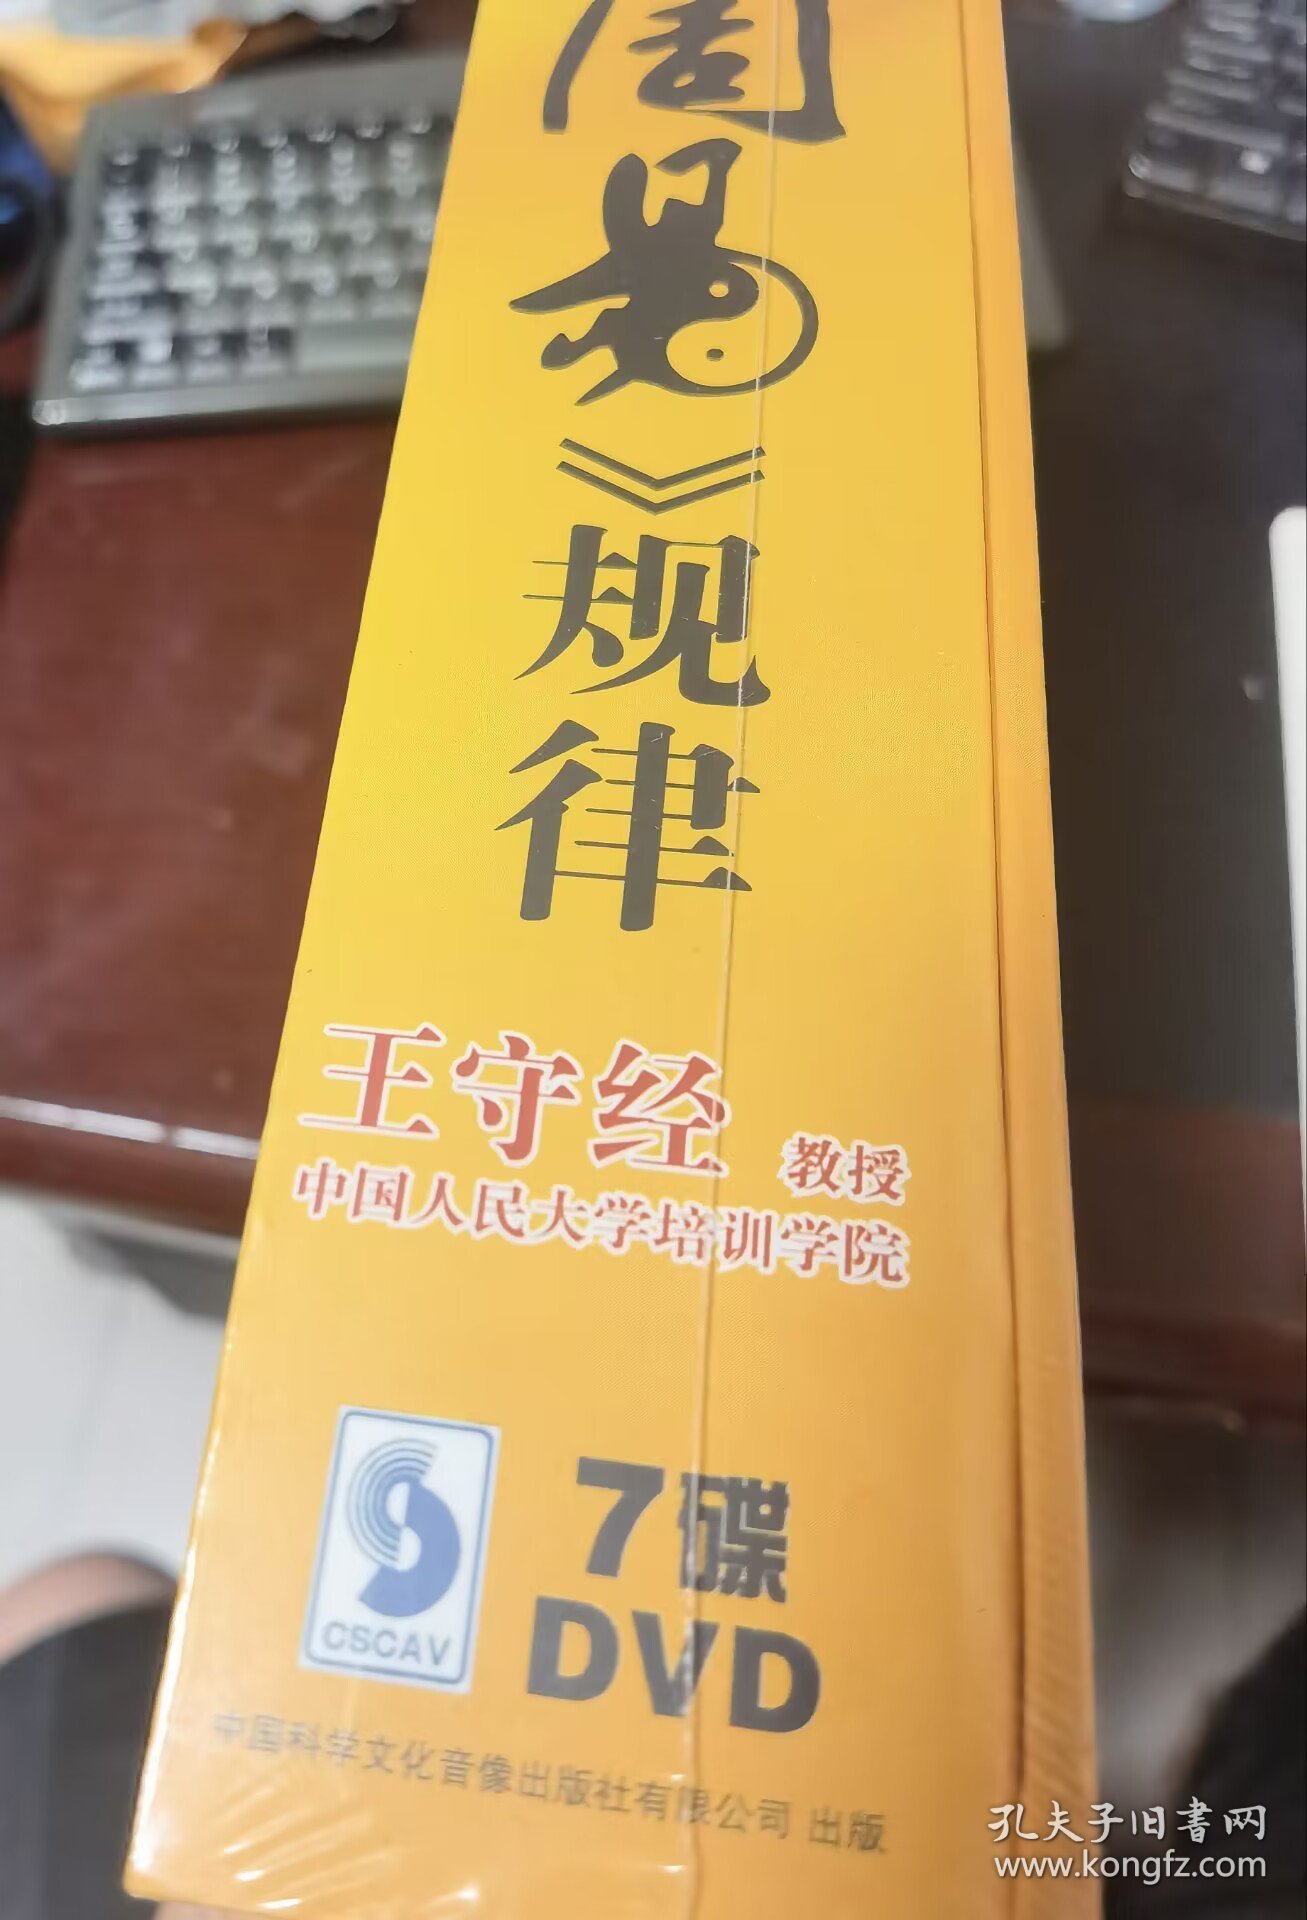 周易》规律
王守经 教授
中国人民大学培训学院
CSCAV
7碟
DVD
中国科学文化音像出版社有限公司 出版
孔夫子旧书网
www.kongfz.com